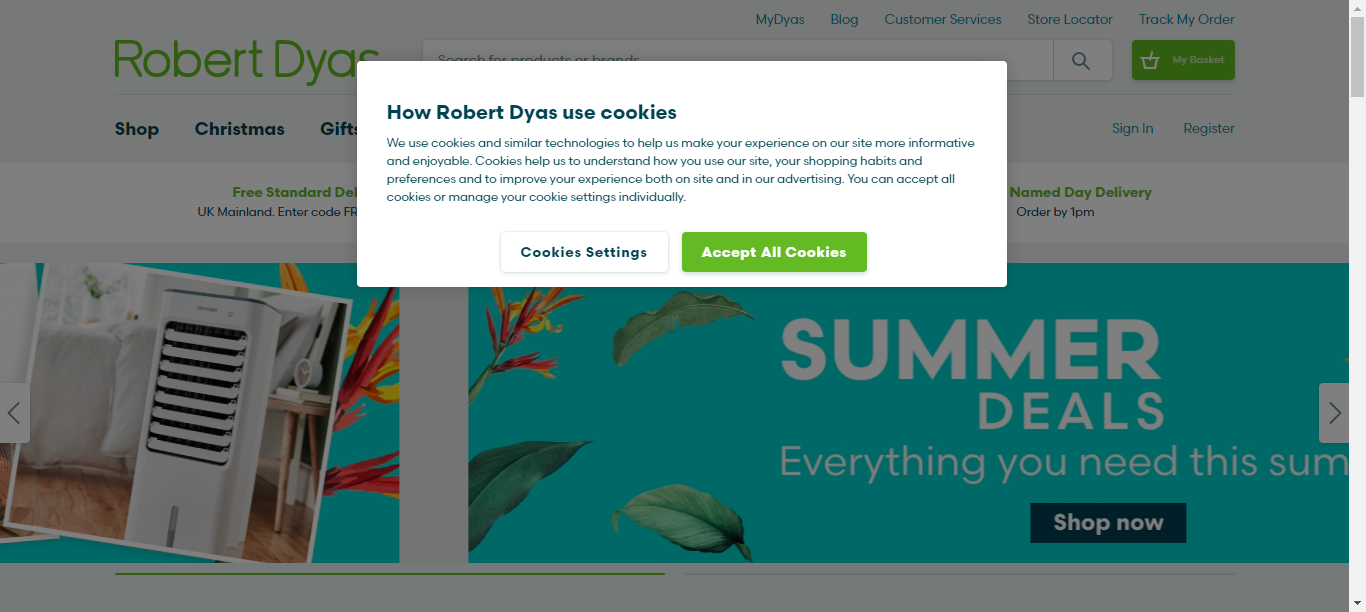 MyDyas Blog Customer Services Store Locator Track My Order
Robert Dyas
Search for products or brands
My Basket
Shop Christmas Gifts
Sign In Register
How Robert Dyas use cookies
We use cookies and similar technologies to help us make your experience on our site more informative
and enjoyable. Cookies help us to understand how you use our site, your shopping habits and
preferences and to improve your experience both on site and in our advertising. You can accept all
cookies or manage your cookie settings individually.
Cookies Settings Accept All Cookies
Free Standard Del
UK Mainland. Enter code FR
Named Day Delivery
Order by 1pm
SUMMER
DEALS
Everything you need this sum
Shop now